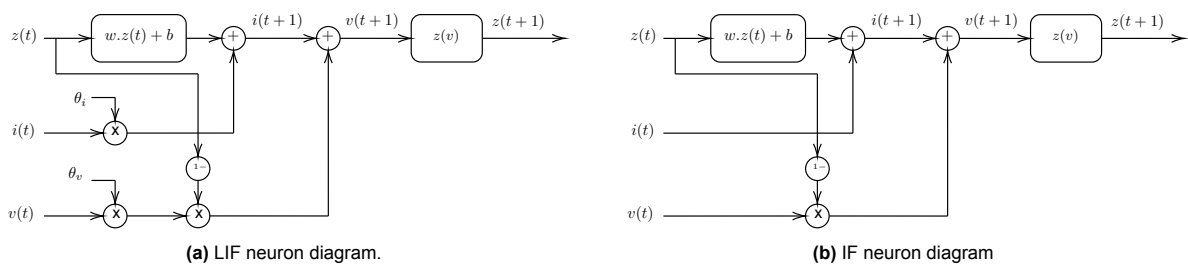 z(t) w.z(t) + b + i(t+1) + v(t+1) z(v) z(t+1)
θ_i
i(t) x
1−
θ_v
v(t) x x
(a) LIF neuron diagram.
z(t) w.z(t) + b + i(t+1) + v(t+1) z(v) z(t+1)
i(t)
1−
v(t) x
(b) IF neuron diagram